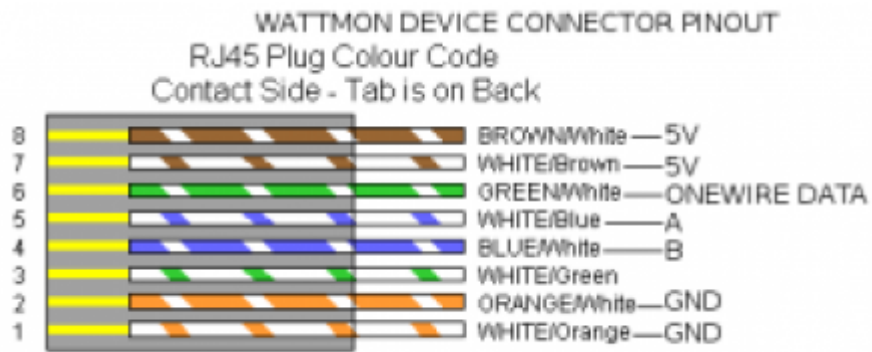 WATTMON DEVICE CONNECTOR PINOUT
RJ45 Plug Colour Code
Contact Side - Tab is on Back
8 BROWN/White 5V
7 WHITE/Brown 5V
6 GREEN/White ONEWIRE DATA
5 WHITE/Blue A
4 BLUE/White B
3 WHITE/Green
2 ORANGE/White GND
1 WHITE/Orange GND